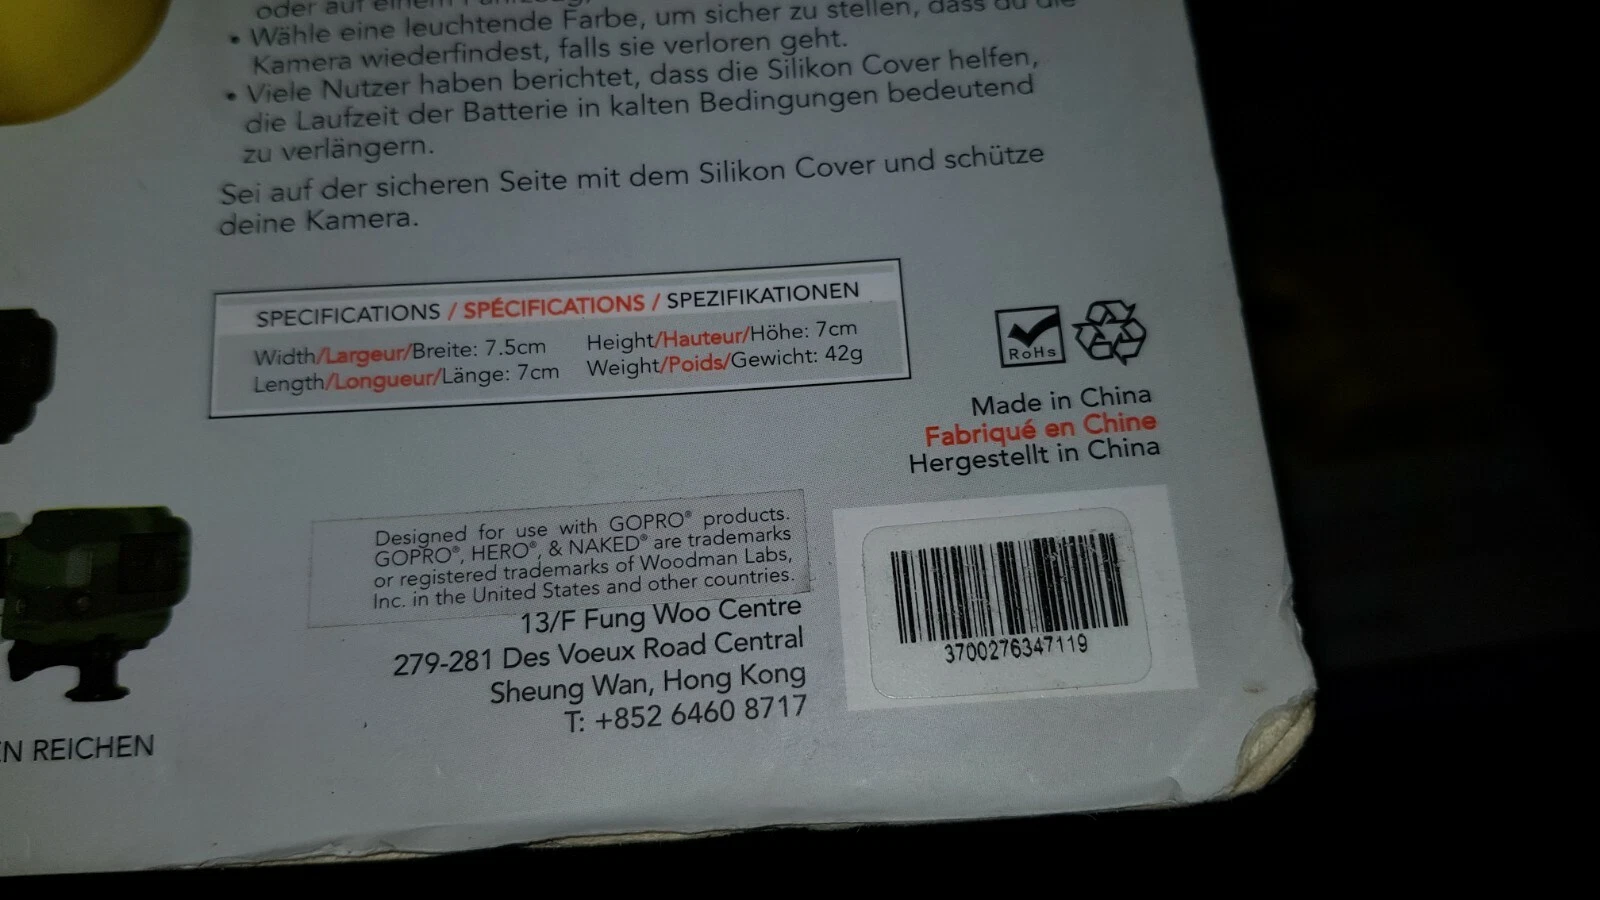 oder auf einem
• Wähle eine leuchtende Farbe, um sicher zu stellen, dass du die
Kamera wiederfindest, falls sie verloren geht.
• Viele Nutzer haben berichtet, dass die Silikon Cover helfen,
die Laufzeit der Batterie in kalten Bedingungen bedeutend
zu verlängern.
Sei auf der sicheren Seite mit dem Silikon Cover und schütze
deine Kamera.
SPECIFICATIONS / SPÉCIFICATIONS / SPEZIFIKATIONEN
Width/Largeur/Breite: 7.5cm Height/Hauteur/Höhe: 7cm
Length/Longueur/Länge: 7cm Weight/Poids/Gewicht: 42g
RoHS
Made in China
Fabriqué en Chine
Hergestellt in China
Designed for use with GOPRO® products.
GOPRO®, HERO®, & NAKED® are trademarks
or registered trademarks of Woodman Labs,
Inc. in the United States and other countries.
13/F Fung Woo Centre
279-281 Des Voeux Road Central
Sheung Wan, Hong Kong
T: +852 6460 8717
3700276347119
EN REICHEN